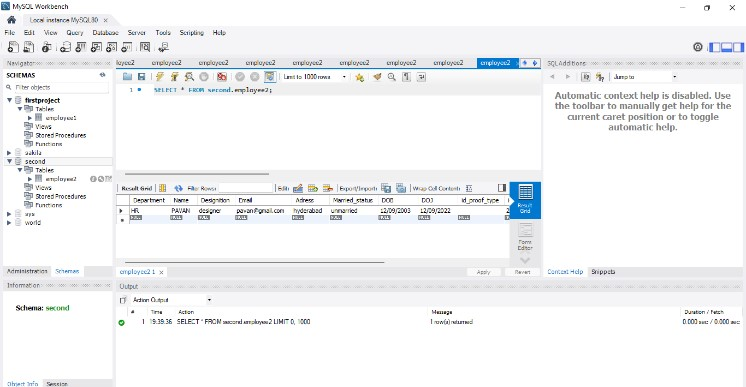 MySQL Workbench
Local instance MySQL80 ×
File Edit View Query Database Server Tools Scripting Help
Navigator
SCHEMAS
Filter objects
firstproject
Tables
employee1
Views
Stored Procedures
Functions
sakila
second
Tables
employee2
Views
Stored Procedures
Functions
sys
world
Administration Schemas
Information
Schema: second
Object Info Session
employee2 employee2 employee2 employee2 employee2 employee2 employee2
Limit to 1000 rows
1 SELECT * FROM second.employee2;
Result Grid Filter Rows: Edit: Export/Import: Wrap Cell Content:
Department Name Designition Email Adress Married_status DOB DOJ id_proof_type
HR PAVAN designer pavan@gmail.com hyderabad unmarried 12/09/2003 12/09/2022
NULL NULL NULL NULL NULL NULL NULL NULL NULL
Result Grid
Form Editor
employee2 1 × Apply Revert
Output
Action Output
# Time Action Message Duration / Fetch
1 19:39:36 SELECT * FROM second.employee2 LIMIT 0, 1000 1 row(s) returned 0.000 sec / 0.000 sec
SQLAdditions
Jump to
Automatic context help is disabled. Use
the toolbar to manually get help for the
current caret position or to toggle
automatic help.
Context Help Snippets